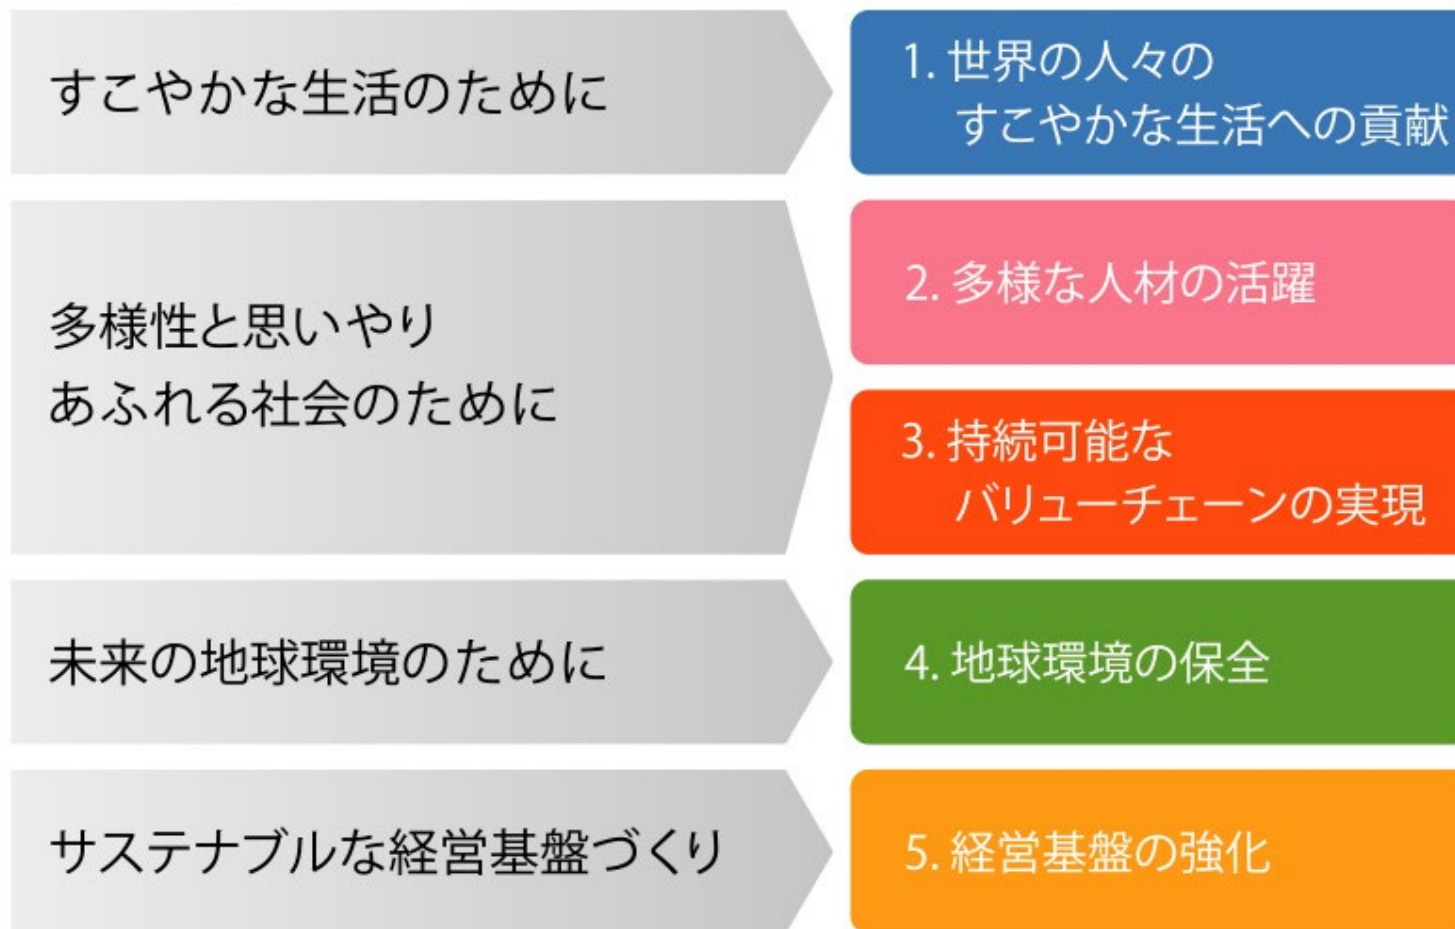 すこやかな生活のために
1. 世界の人々の
すこやかな生活への貢献
多様性と思いやり
あふれる社会のために
2. 多様な人材の活躍
3. 持続可能な
バリューチェーンの実現
未来の地球環境のために
4. 地球環境の保全
サステナブルな経営基盤づくり
5. 経営基盤の強化